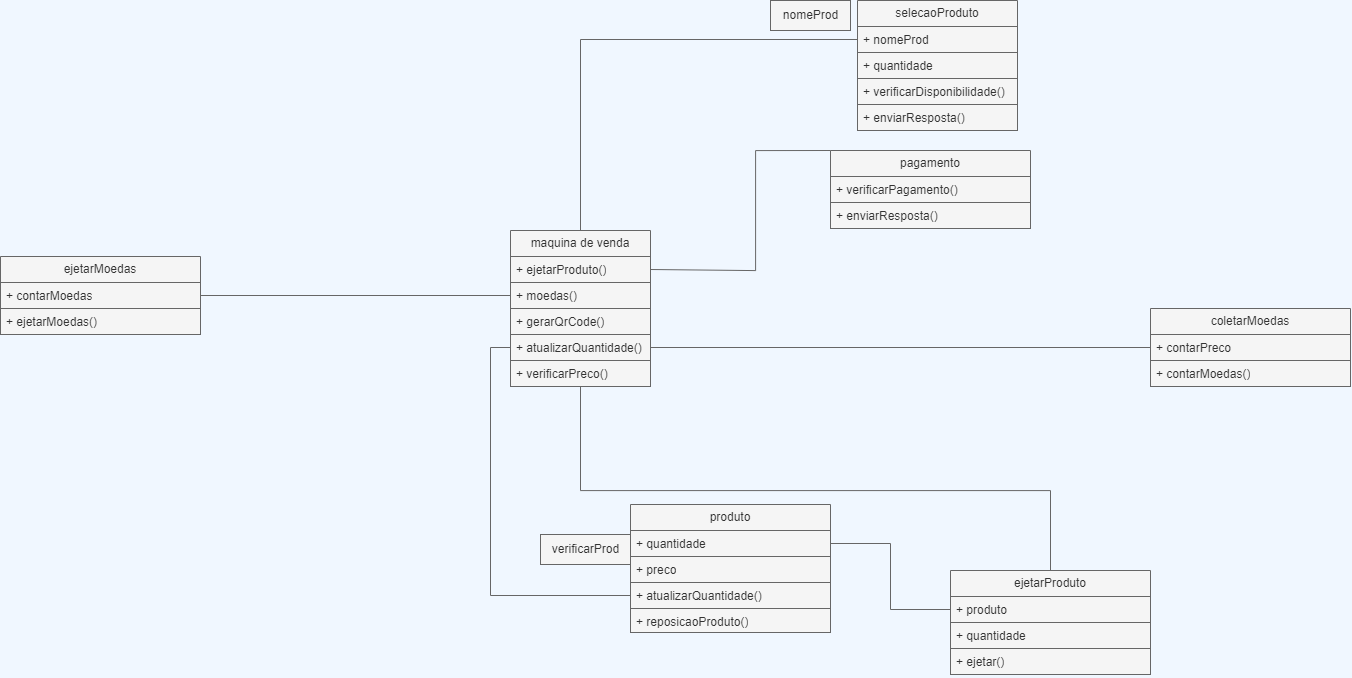 nomeProd
selecaoProduto
+ nomeProd
+ quantidade
+ verificarDisponibilidade()
+ enviarResposta()
pagamento
+ verificarPagamento()
+ enviarResposta()
maquina de venda
+ ejetarProduto()
+ moedas()
+ gerarQrCode()
+ atualizarQuantidade()
+ verificarPreco()
ejetarMoedas
+ contarMoedas
+ ejetarMoedas()
coletarMoedas
+ contarPreco
+ contarMoedas()
produto
verificarProd
+ quantidade
+ preco
+ atualizarQuantidade()
+ reposicaoProduto()
ejetarProduto
+ produto
+ quantidade
+ ejetar()